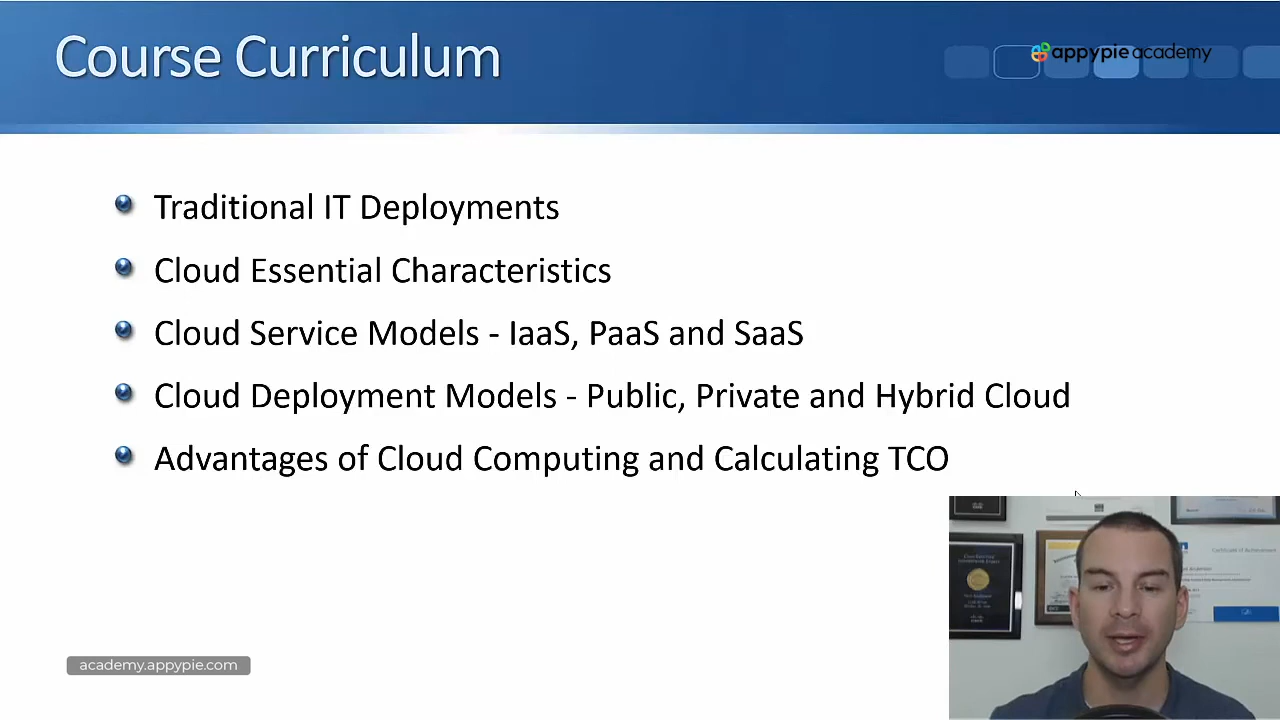 Course Curriculum
appypie academy
Traditional IT Deployments
Cloud Essential Characteristics
Cloud Service Models - IaaS, PaaS and SaaS
Cloud Deployment Models - Public, Private and Hybrid Cloud
Advantages of Cloud Computing and Calculating TCO
academy.appypie.com